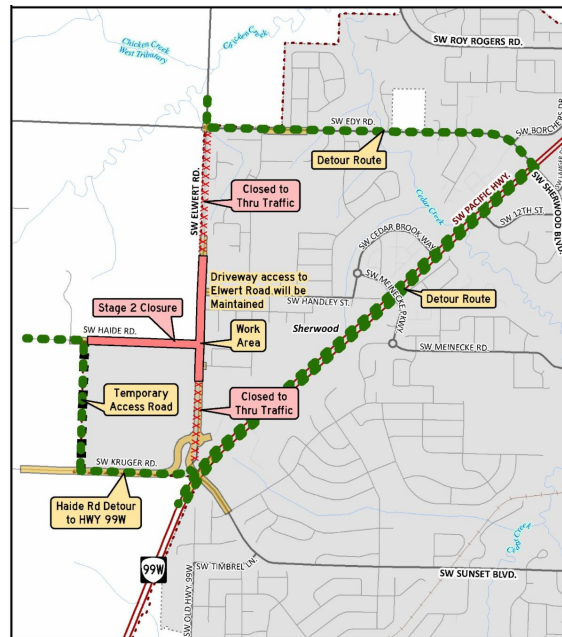 Chicken Creek
West Tributary
SW ROY ROGERS RD.
SW EDY RD.
SW BORCHERS DR.
Detour Route
SW SHERWOOD BLVD.
SW ELWERT RD.
Closed to
Thru Traffic
Cedar Creek
SW PACIFIC HWY.
SW 12TH ST.
SW CEDAR BROOK WAY
Driveway access to
Elwert Road will be
Maintained
SW MEINECKE PKWY
Detour Route
Stage 2 Closure
SW HANDLEY ST.
SW HAIDE RD.
Work
Area
Sherwood
SW MEINECKE RD.
Temporary
Access Road
Closed to
Thru Traffic
SW KRUGER RD.
Haide Rd Detour
to HWY 99W
Creek
99W
SW TIMBREL LN.
SW SUNSET BLVD.
SW OLD HWY 99W